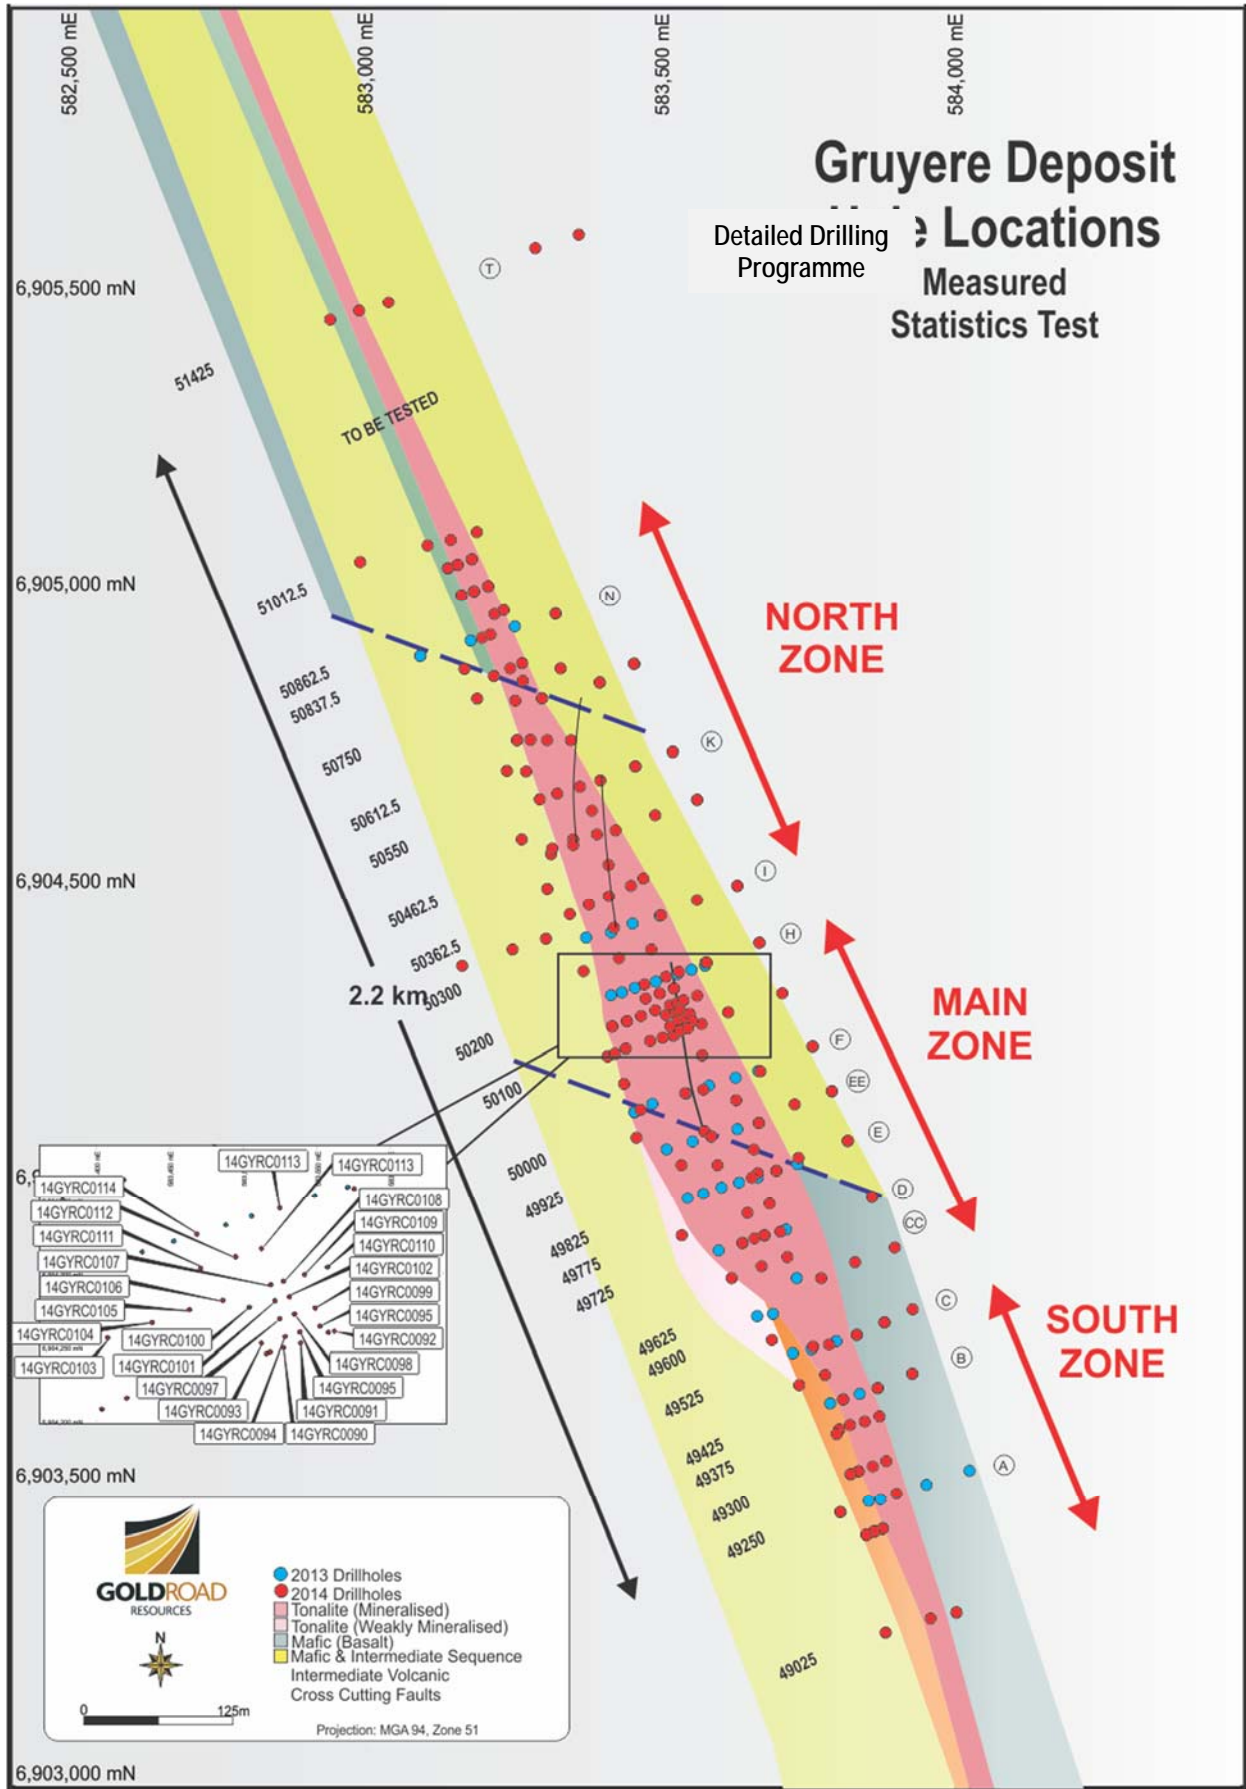 582,500 mE
583,000 mE
583,500 mE
584,000 mE
Gruyere Deposit
Locations
Detailed Drilling
Programme
Measured
Statistics Test
6,905,500 mN
6,905,000 mN
6,904,500 mN
6,903,500 mN
6,903,000 mN
T
N
K
I
H
F
EE
E
D
CC
C
B
A
51425
TO BE TESTED
51012.5
50862.5
50837.5
50750
50612.5
50550
50462.5
50362.5
50300
50200
50100
50000
49925
49825
49775
49725
49625
49600
49525
49425
49375
49300
49250
49025
2.2 km
NORTH
ZONE
MAIN
ZONE
SOUTH
ZONE
14GYRC0113
14GYRC0113
14GYRC0114
14GYRC0112
14GYRC0111
14GYRC0107
14GYRC0106
14GYRC0105
14GYRC0104
14GYRC0103
14GYRC0100
14GYRC0101
14GYRC0097
14GYRC0093
14GYRC0094
14GYRC0090
14GYRC0091
14GYRC0095
14GYRC0098
14GYRC0092
14GYRC0095
14GYRC0099
14GYRC0102
14GYRC0110
14GYRC0109
14GYRC0108
GOLDROAD
RESOURCES
N
0 125m
2013 Drillholes
2014 Drillholes
Tonalite (Mineralised)
Tonalite (Weakly Mineralised)
Mafic (Basalt)
Mafic & Intermediate Sequence
Intermediate Volcanic
Cross Cutting Faults
Projection: MGA 94, Zone 51